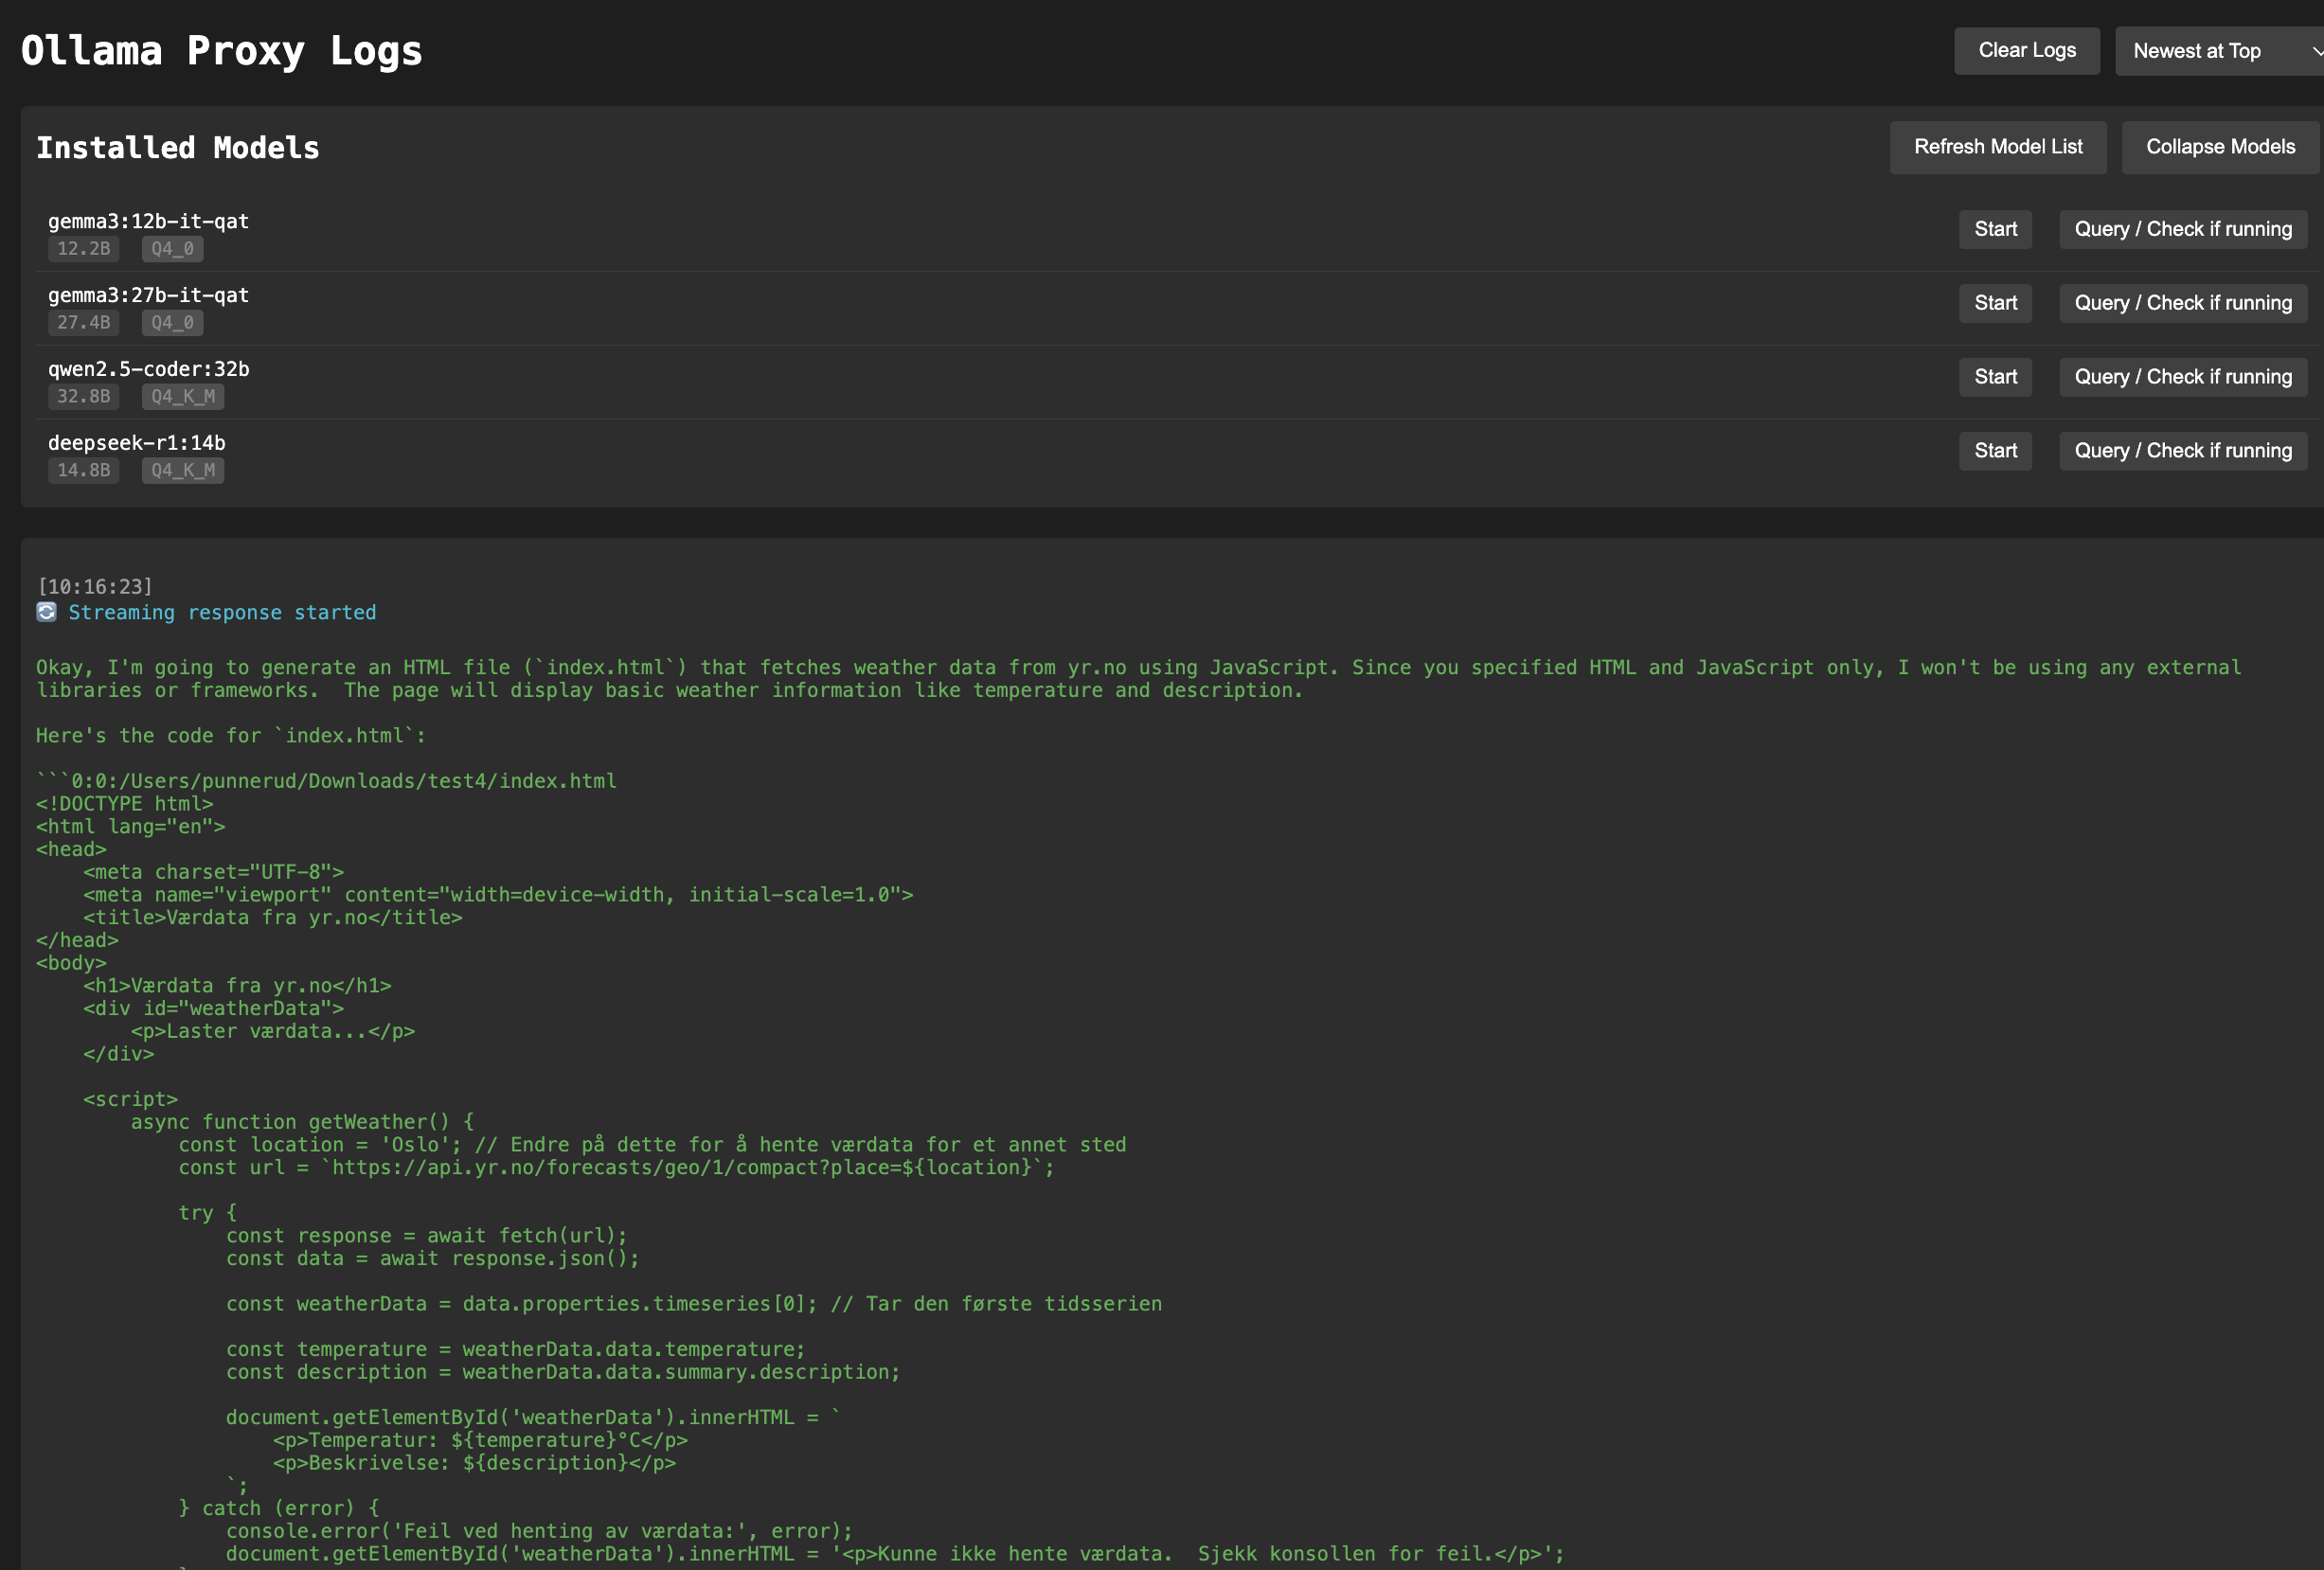 Ollama Proxy Logs
Clear Logs
Newest at Top
Installed Models
Refresh Model List
Collapse Models
gemma3:12b-it-qat
12.2B Q4_0
Start
Query / Check if running
gemma3:27b-it-qat
27.4B Q4_0
Start
Query / Check if running
qwen2.5-coder:32b
32.8B Q4_K_M
Start
Query / Check if running
deepseek-r1:14b
14.8B Q4_K_M
Start
Query / Check if running
[10:16:23]
Streaming response started
Okay, I'm going to generate an HTML file (`index.html`) that fetches weather data from yr.no using JavaScript. Since you specified HTML and JavaScript only, I won't be using any external
libraries or frameworks.  The page will display basic weather information like temperature and description.
Here's the code for `index.html`:
```0:0:/Users/punnerud/Downloads/test4/index.html
<!DOCTYPE html>
<html lang="en">
<head>
    <meta charset="UTF-8">
    <meta name="viewport" content="width=device-width, initial-scale=1.0">
    <title>Værdata fra yr.no</title>
</head>
<body>
    <h1>Værdata fra yr.no</h1>
    <div id="weatherData">
        <p>Laster værdata...</p>
    </div>
    <script>
        async function getWeather() {
            const location = 'Oslo'; // Endre på dette for å hente værdata for et annet sted
            const url = `https://api.yr.no/forecasts/geo/1/compact?place=${location}`;
            try {
                const response = await fetch(url);
                const data = await response.json();
                const weatherData = data.properties.timeseries[0]; // Tar den første tidsserien
                const temperature = weatherData.data.temperature;
                const description = weatherData.data.summary.description;
                document.getElementById('weatherData').innerHTML = `
                    <p>Temperatur: ${temperature}°C</p>
                    <p>Beskrivelse: ${description}</p>
                `;
            } catch (error) {
                console.error('Feil ved henting av værdata:', error);
                document.getElementById('weatherData').innerHTML = '<p>Kunne ikke hente værdata.  Sjekk konsollen for feil.</p>';